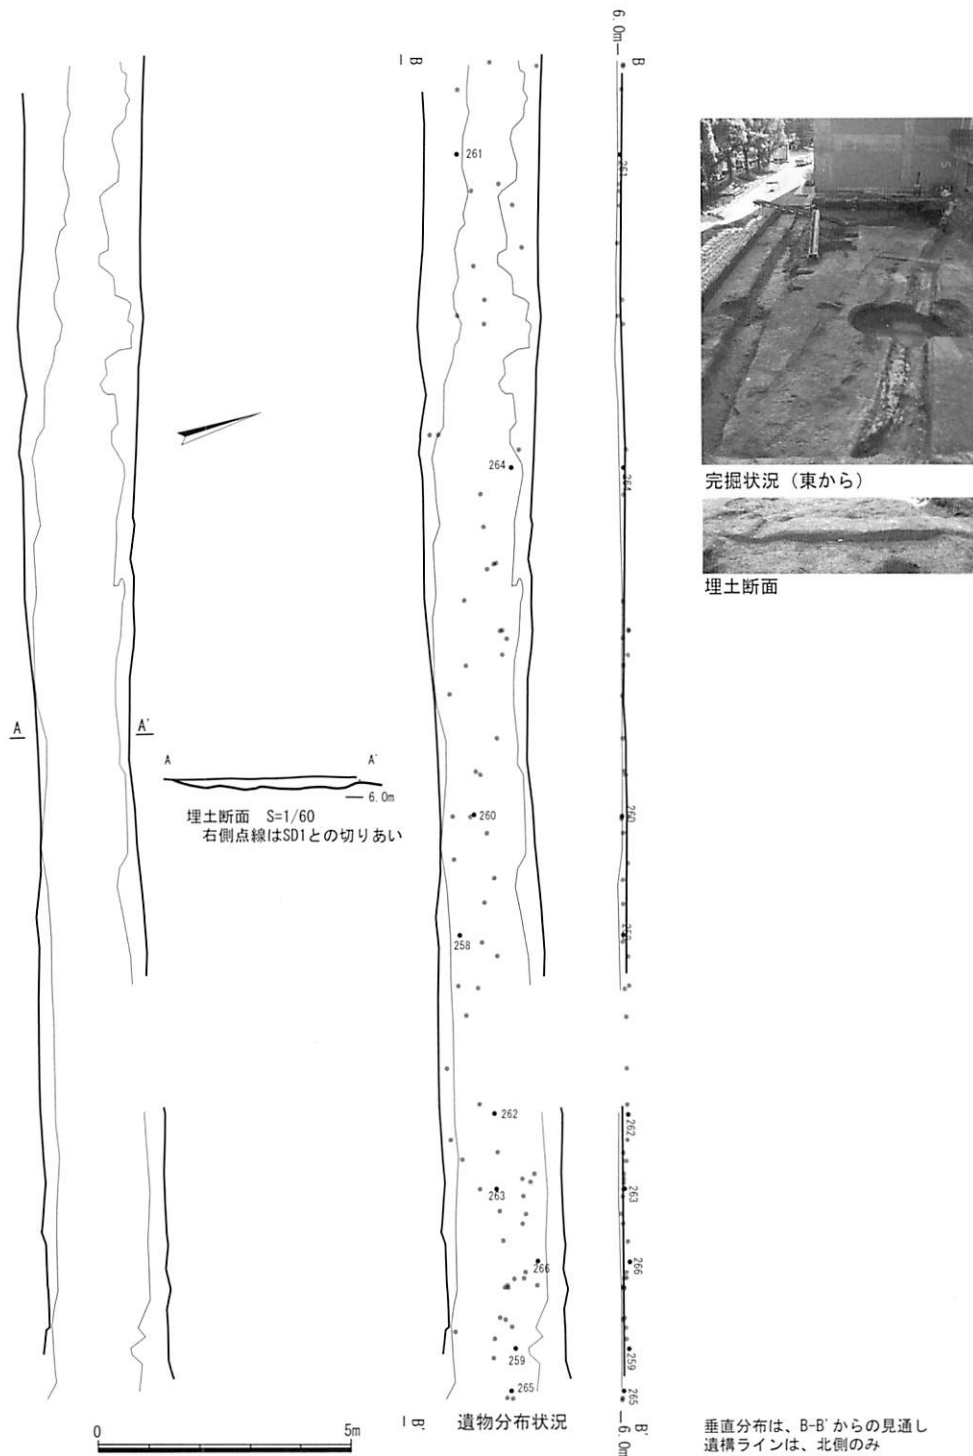 B
6.0m
B
261
261
完掘状況（東から）
264
264
埋土断面
A
A'
A
A'
6.0m
埋土断面 S=1/60
右側点線はSD1との切りあい
260
260
258
258
262
262
263
263
266
266
259
259
265
265
0
5m
B'
遺物分布状況
B'
6.0m
垂直分布は、B-B'からの見通し
遺構ラインは、北側のみ